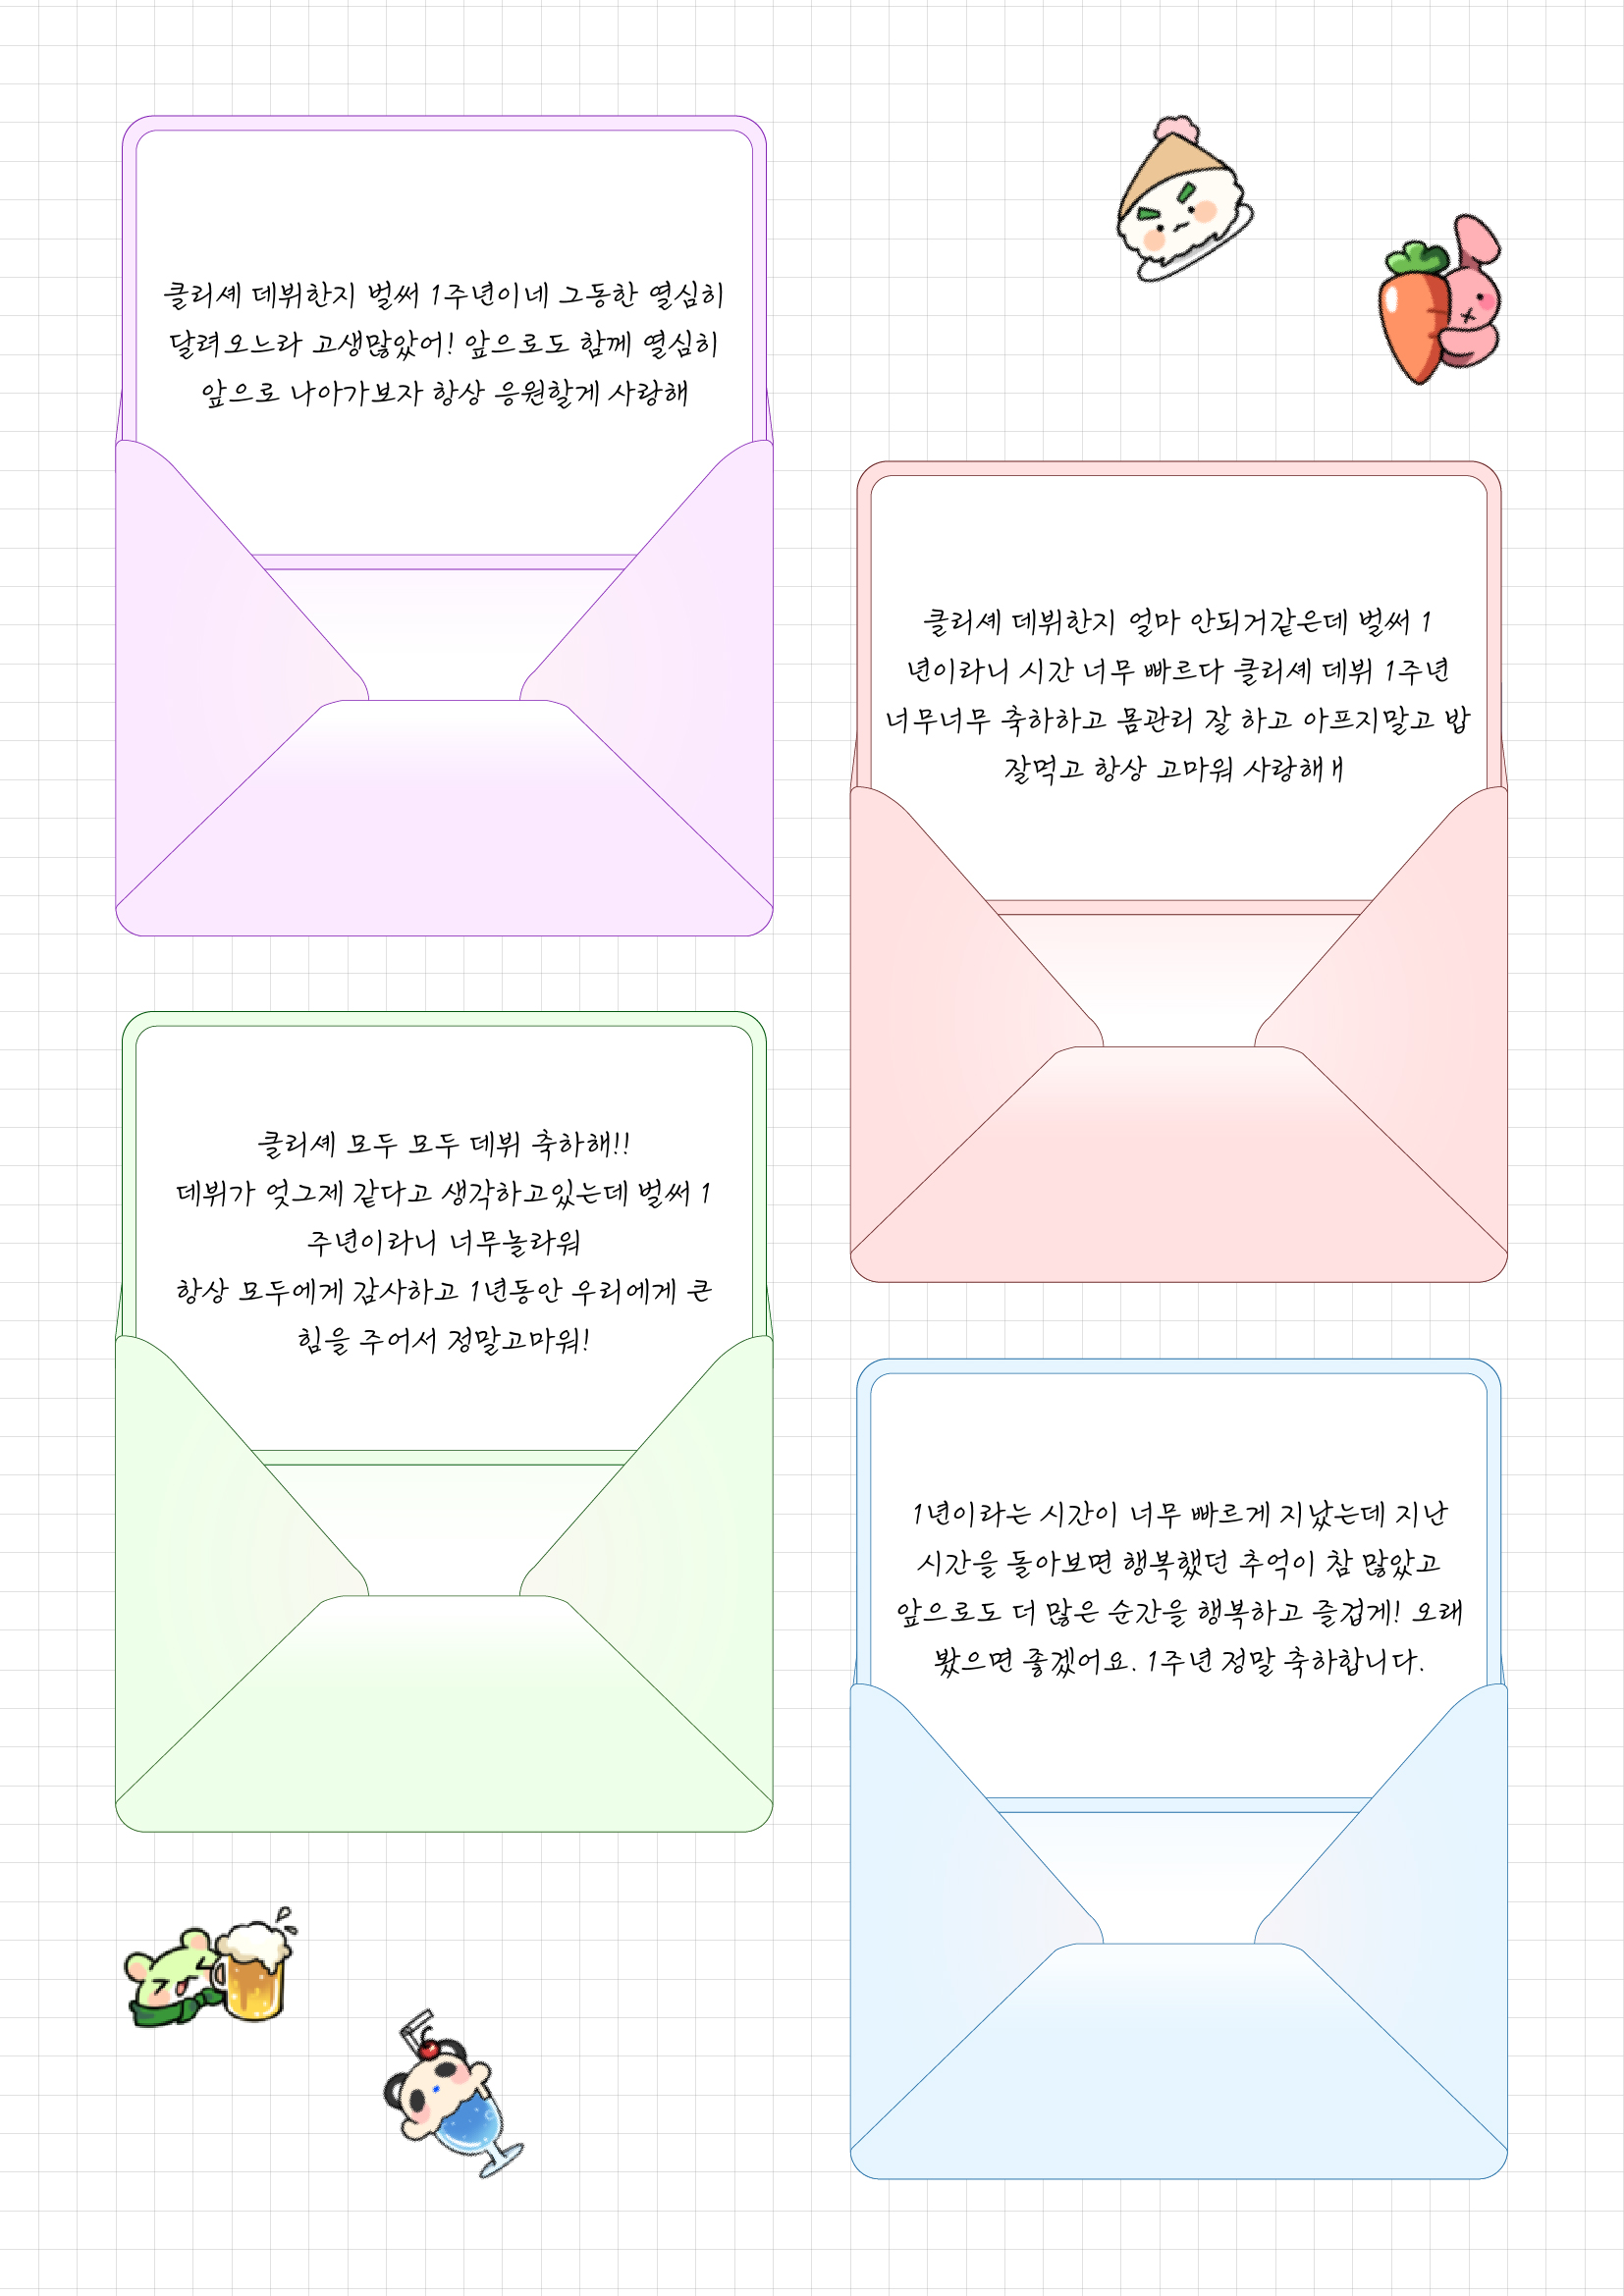 클리셰 데뷔한지 벌써 1주년이네 그동한 열심히
달려오느라 고생많았어! 앞으로도 함께 열심히
앞으로 나아가보자 항상 응원할게 사랑해
클리셰 데뷔한지 얼마 안되거같은데 벌써 1
년이라니 시간 너무 빠르다 클리셰 데뷔 1주년
너무너무 축하하고 몸관리 잘 하고 아프지말고 밥
잘먹고 항상 고마워 사랑해ㅐ
클리셰 모두 모두 데뷔 축하해!!
데뷔가 엊그제 같다고 생각하고있는데 벌써 1
주년이라니 너무놀라워
항상 모두에게 감사하고 1년동안 우리에게 큰
힘을 주어서 정말고마워!
1년이라는 시간이 너무 빠르게 지났는데 지난
시간을 돌아보면 행복했던 추억이 참 많았고
앞으로도 더 많은 순간을 행복하고 즐겁게! 오래
봤으면 좋겠어요. 1주년 정말 축하합니다.